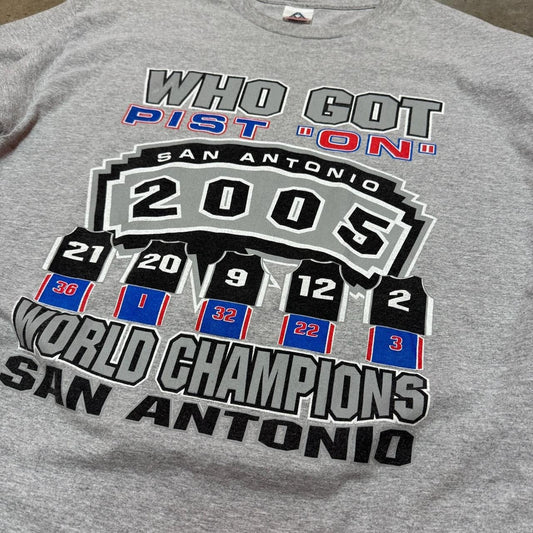 WHO GOT
PIST "ON"
SAN ANTONIO
2005
21 20 9 12 2
36 1 32 22 3
WORLD CHAMPIONS
SAN ANTONIO